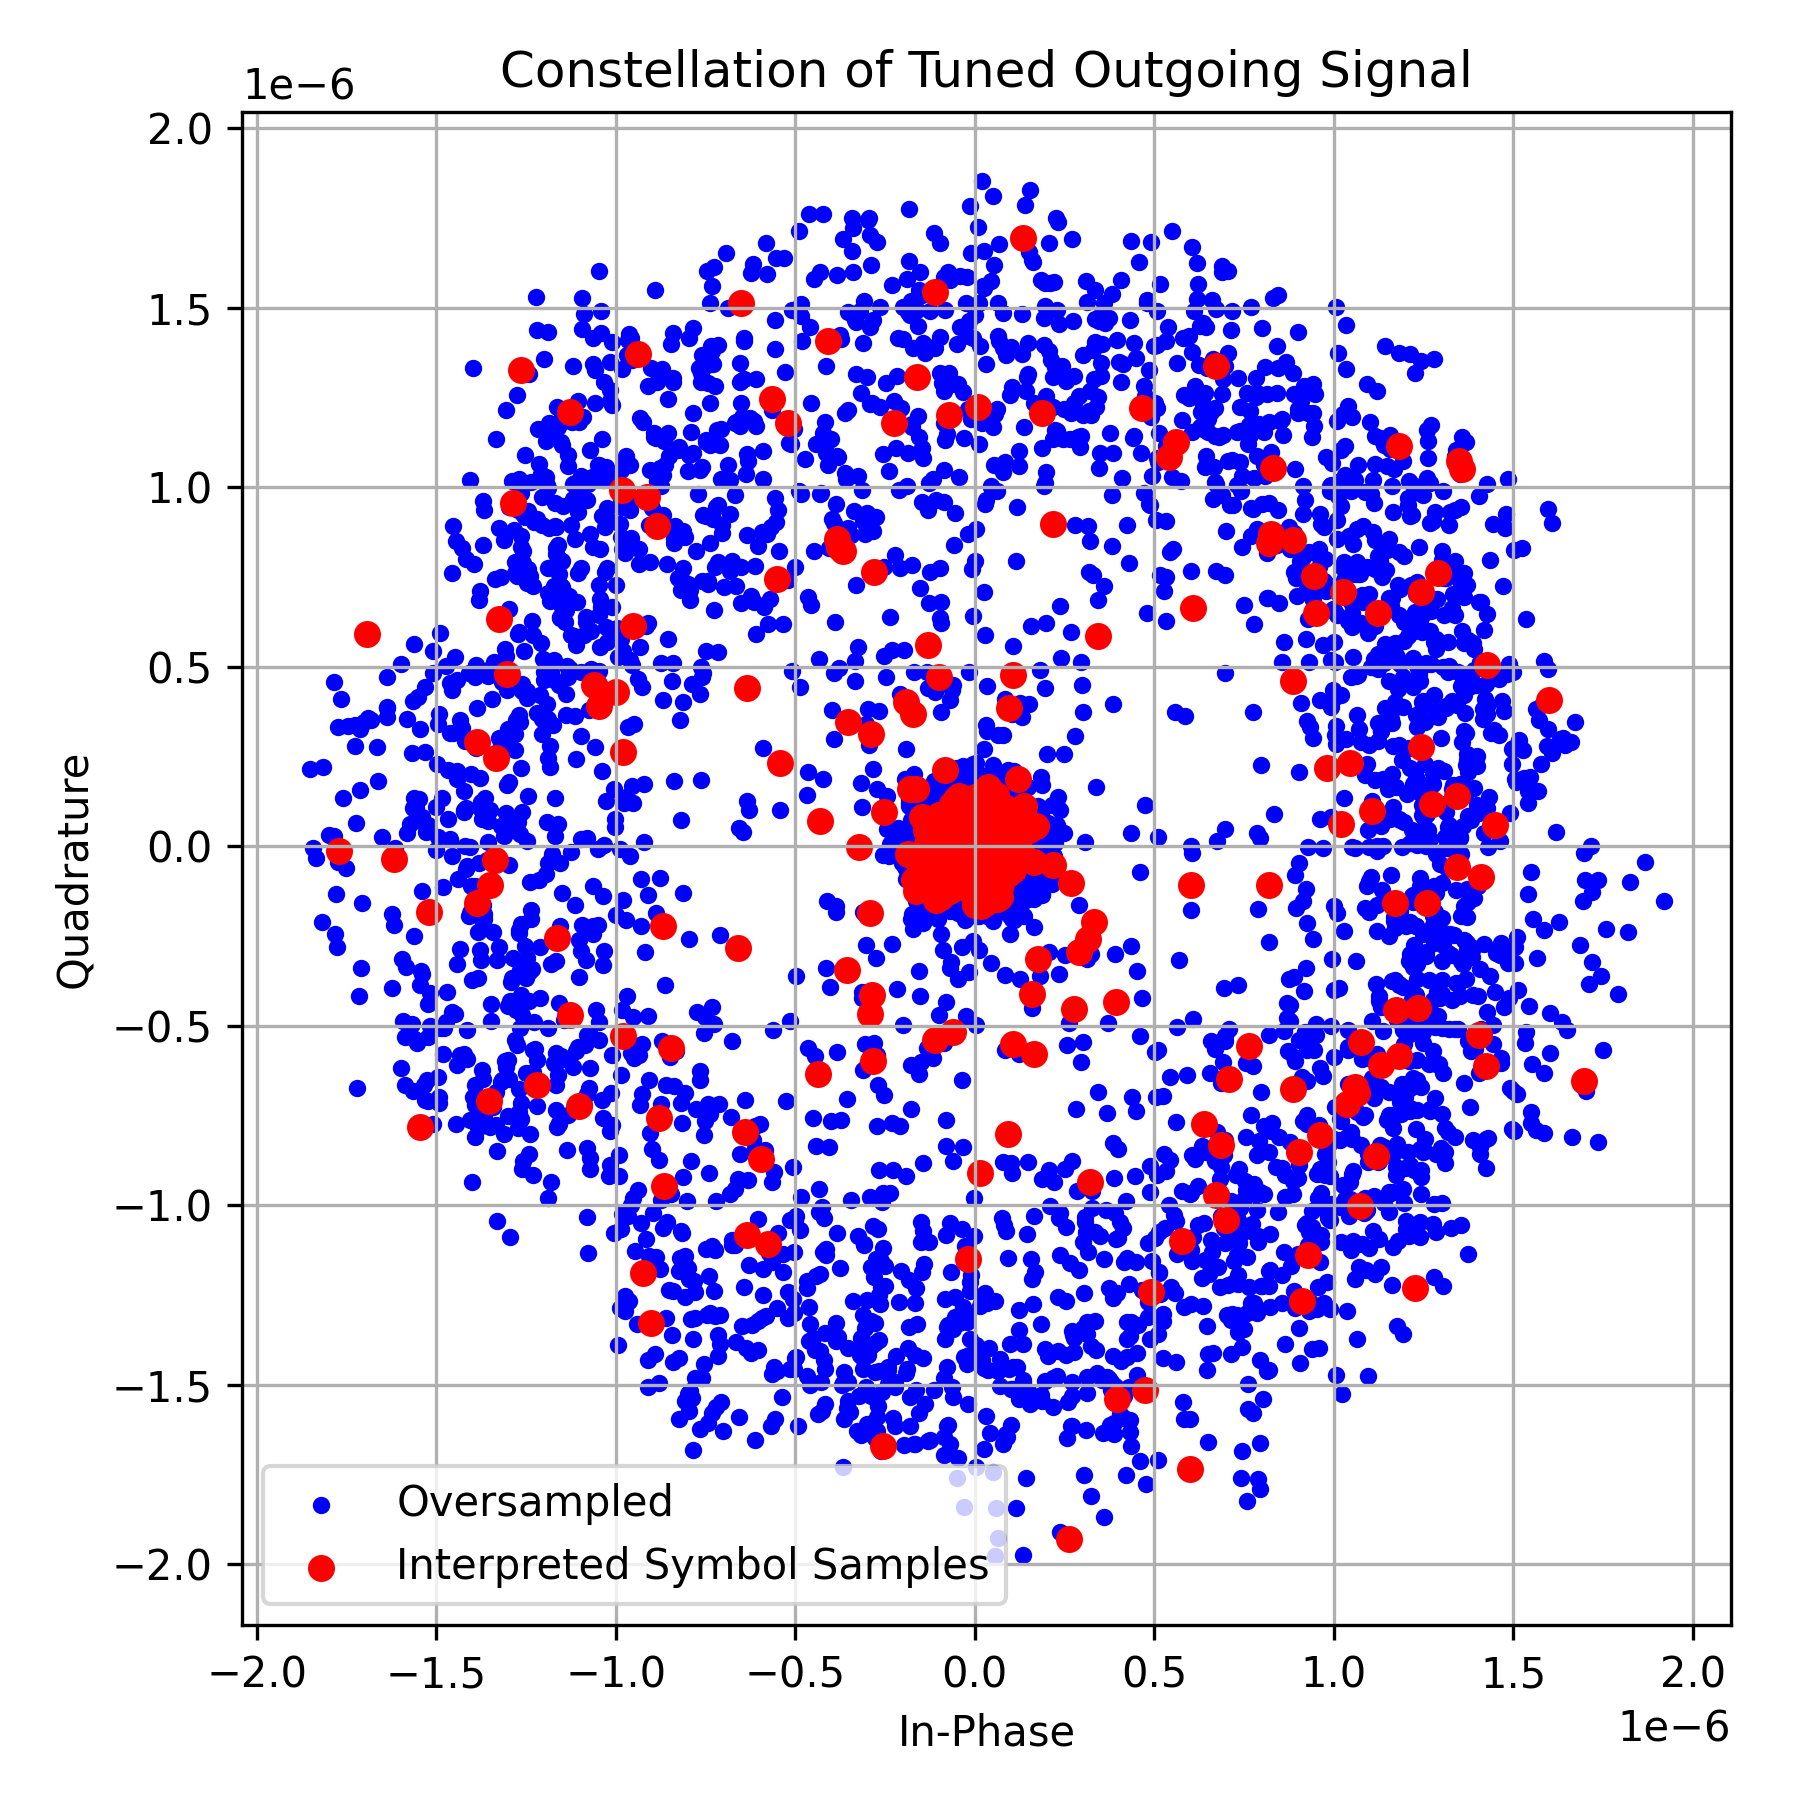 Constellation of Tuned Outgoing Signal
1e−6
2.0
1.5
1.0
0.5
0.0
−0.5
−1.0
−1.5
−2.0
Quadrature
Oversampled
Interpreted Symbol Samples
−2.0 −1.5 −1.0 −0.5 0.0 0.5 1.0 1.5 2.0
In-Phase
1e−6